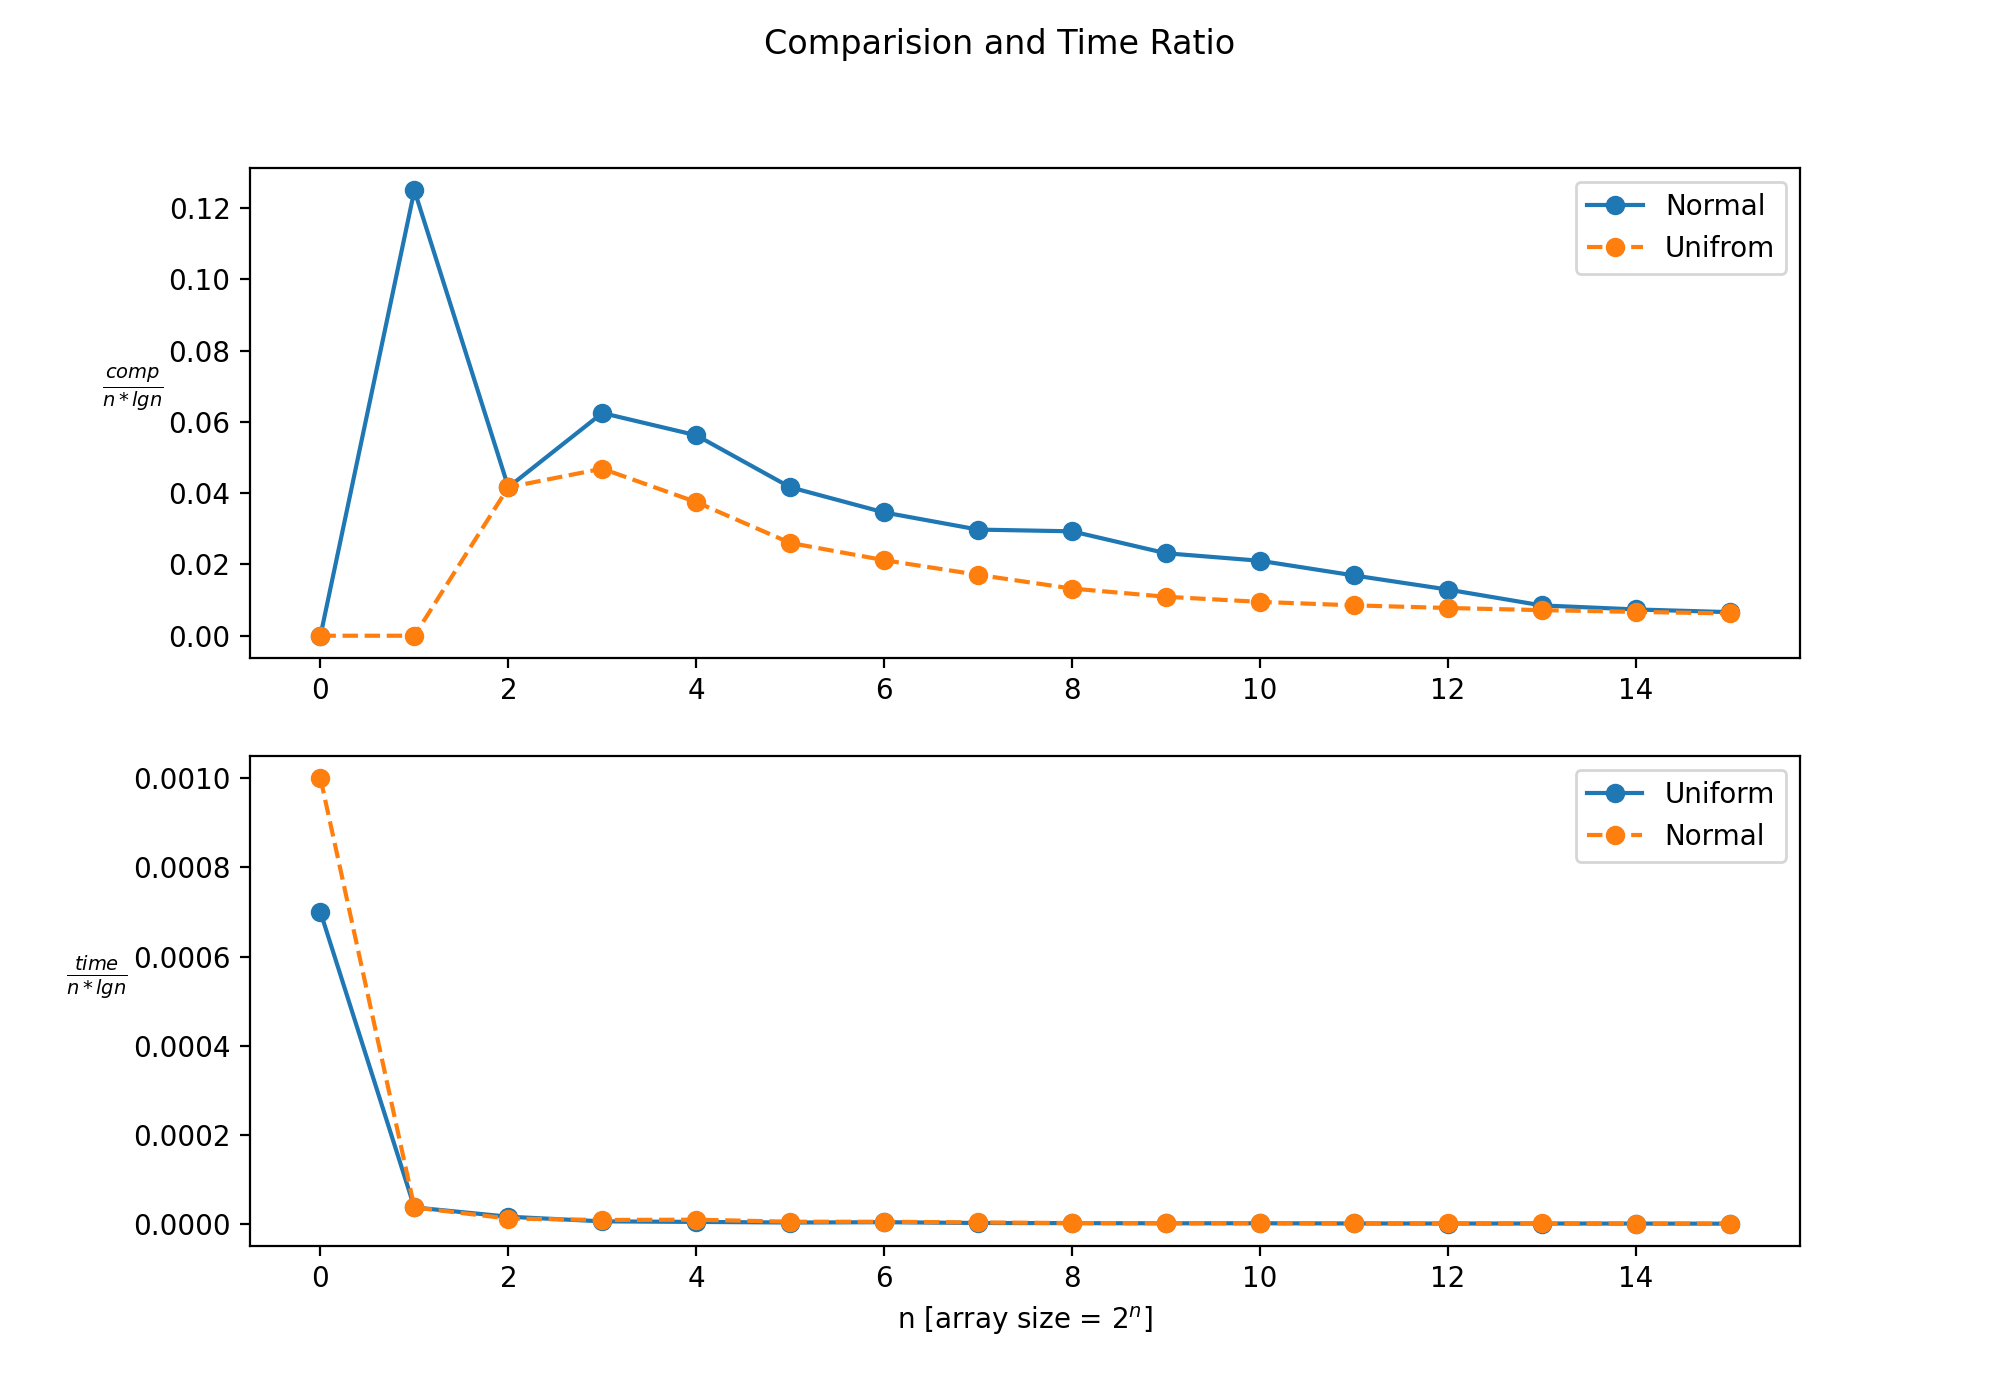 Comparision and Time Ratio
0.12
0.10
0.08
0.06
0.04
0.02
0.00
comp
n * lgn
Normal
Unifrom
0 2 4 6 8 10 12 14
0.0010
0.0008
0.0006
0.0004
0.0002
0.0000
time
n * lgn
Uniform
Normal
0 2 4 6 8 10 12 14
n [array size = 2^n]